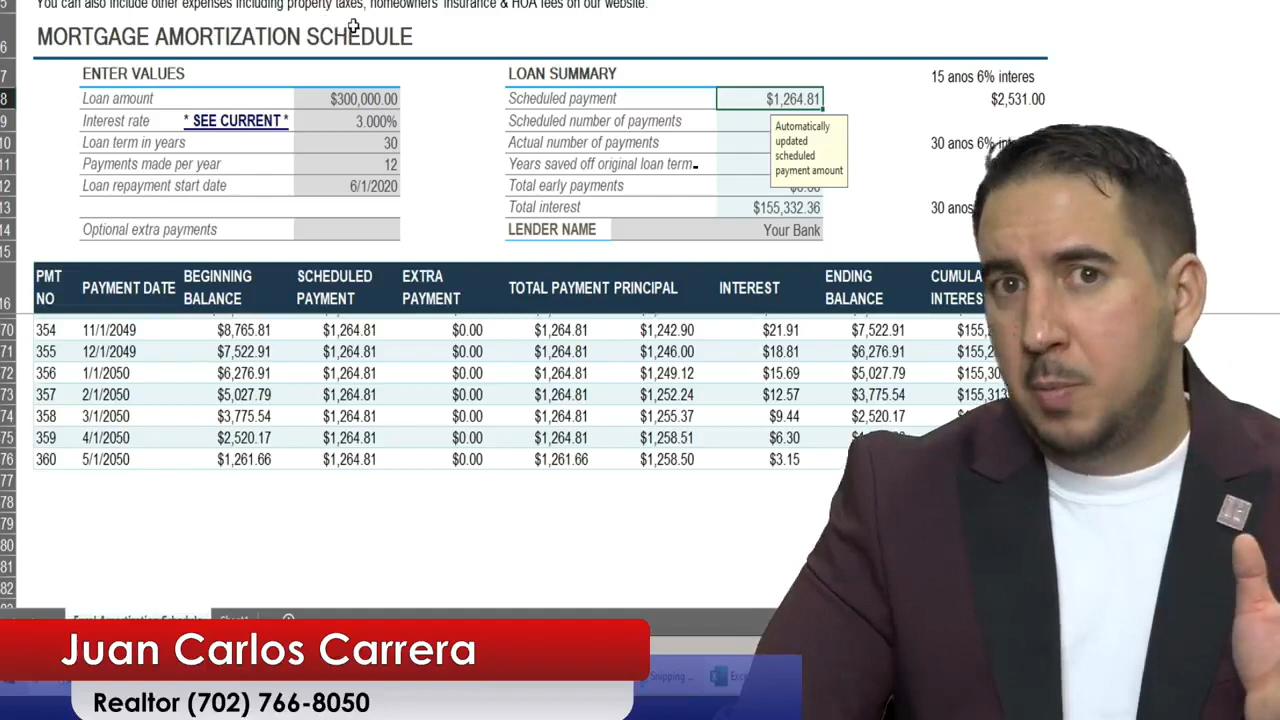 You can also include other expenses including property taxes, homeowners' insurance & HOA fees on our website.
MORTGAGE AMORTIZATION SCHEDULE
ENTER VALUES LOAN SUMMARY 15 anos 6% interes
Loan amount $300,000.00 Scheduled payment $1,264.81 $2,531.00
Interest rate * SEE CURRENT * 3.000% Scheduled number of payments
Loan term in years 30 Actual number of payments 30 anos 6%
Payments made per year 12 Years saved off original loan term
Loan repayment start date 6/1/2020 Total early payments $0.00
Automatically
updated
scheduled
payment amount
Total interest $155,332.36 30 anos
Optional extra payments LENDER NAME Your Bank
PMT NO PAYMENT DATE BEGINNING BALANCE SCHEDULED PAYMENT EXTRA PAYMENT TOTAL PAYMENT PRINCIPAL INTEREST ENDING BALANCE
354 11/1/2049 $8,765.81 $1,264.81 $0.00 $1,264.81 $1,242.90 $21.91 $7,522.91
355 12/1/2049 $7,522.91 $1,264.81 $0.00 $1,264.81 $1,246.00 $18.81 $6,276.91
356 1/1/2050 $6,276.91 $1,264.81 $0.00 $1,264.81 $1,249.12 $15.69 $5,027.79
357 2/1/2050 $5,027.79 $1,264.81 $0.00 $1,264.81 $1,252.24 $12.57 $3,775.54
358 3/1/2050 $3,775.54 $1,264.81 $0.00 $1,264.81 $1,255.37 $9.44 $2,520.17
359 4/1/2050 $2,520.17 $1,264.81 $0.00 $1,264.81 $1,258.51 $6.30
360 5/1/2050 $1,261.66 $1,264.81 $0.00 $1,261.66 $1,258.50 $3.15
Juan Carlos Carrera
Realtor (702) 766-8050